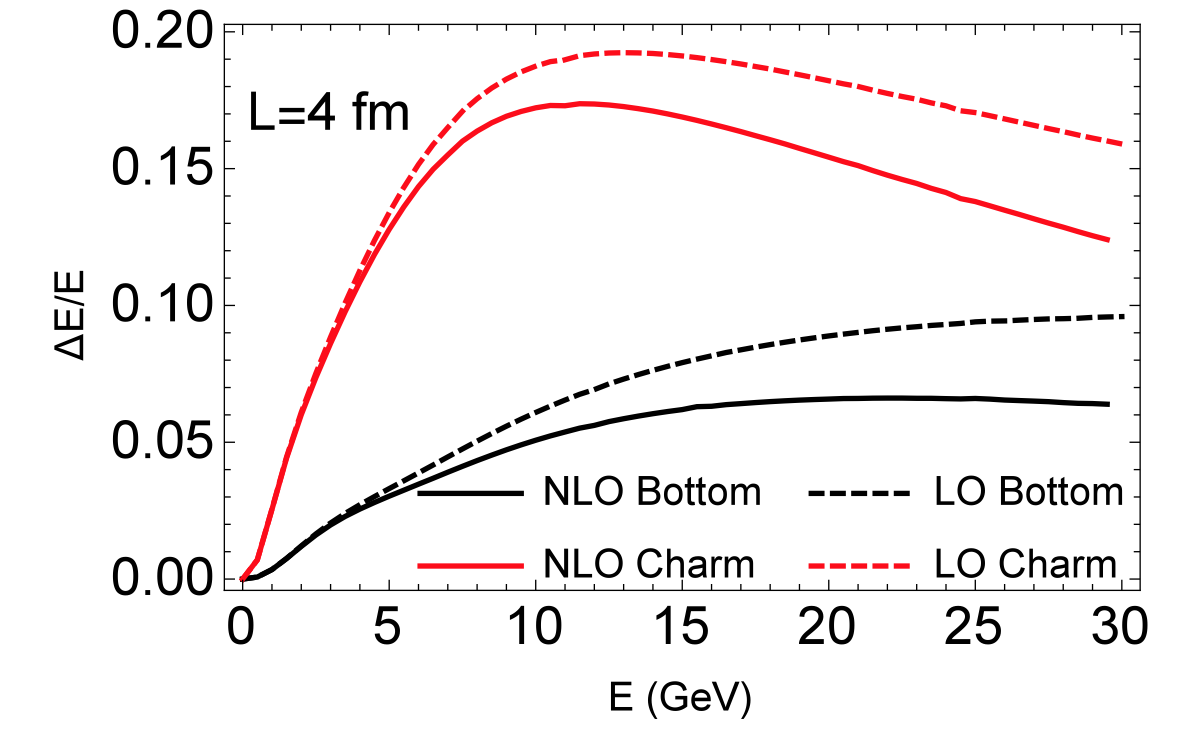 0.20
L=4 fm
0.15
ΔE/E
0.10
0.05
NLO Bottom LO Bottom
NLO Charm LO Charm
0.00
0 5 10 15 20 25 30
E (GeV)